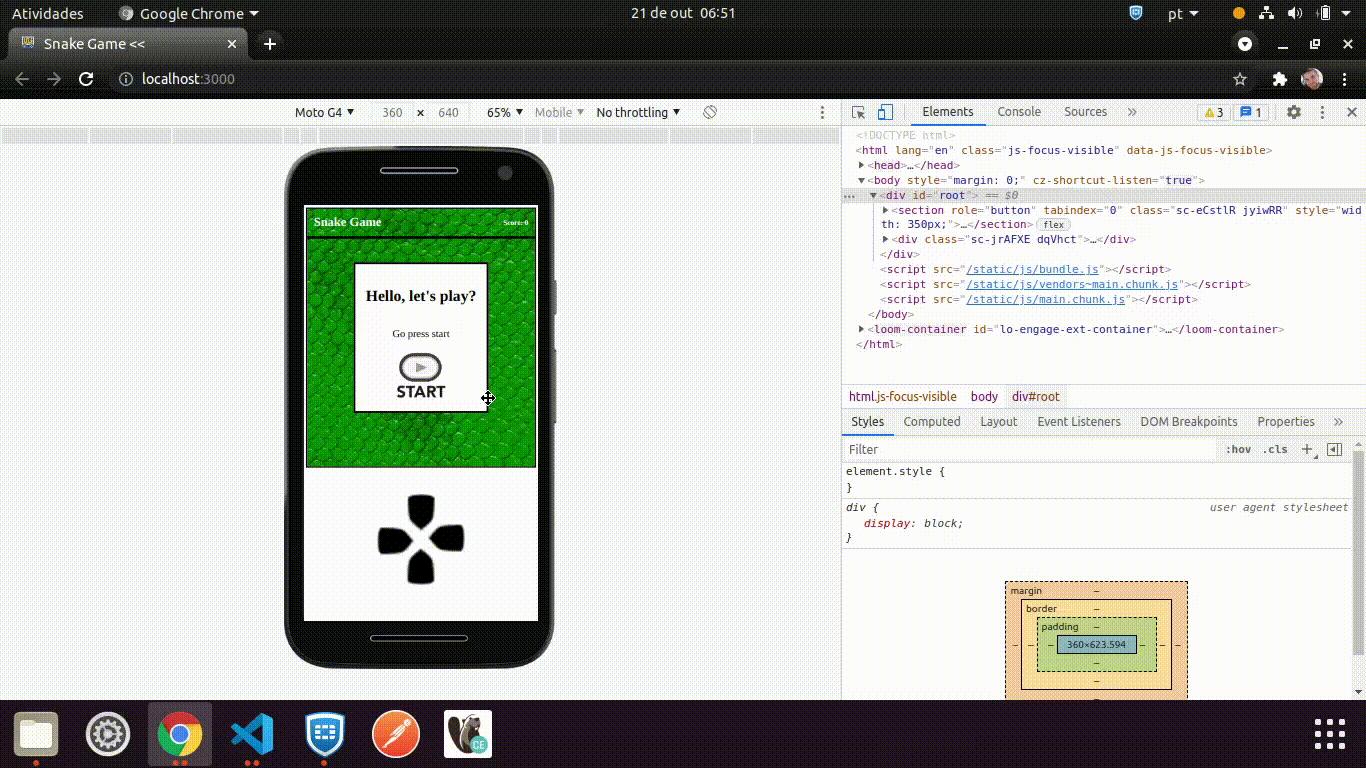 Atividades
Google Chrome
21 de out 06:51
pt
Snake Game <<
localhost:3000
Moto G4
360 × 640
65%
Mobile
No throttling
Elements
Console
Sources
3
1
Snake Game
Score: 0
Hello, let's play?
Go press start
START
<!DOCTYPE html>
<html lang="en" class="js-focus-visible" data-js-focus-visible>
<head>…</head>
<body style="margin: 0;" cz-shortcut-listen="true">
<div id="root"> == $0
<section role="button" tabindex="0" class="sc-eCstlR jyiwRR" style="wid
th: 350px;">…</section> flex
<div class="sc-jrAFXE dqVhct">…</div>
</div>
<script src="/static/js/bundle.js"></script>
<script src="/static/js/vendors~main.chunk.js"></script>
<script src="/static/js/main.chunk.js"></script>
</body>
<loom-container id="lo-engage-ext-container">…</loom-container>
</html>
html.js-focus-visible
body
div#root
Styles
Computed
Layout
Event Listeners
DOM Breakpoints
Properties
Filter
:hov
.cls
element.style {
}
div {
user agent stylesheet
display: block;
}
margin
border
padding
360×623.594
CE